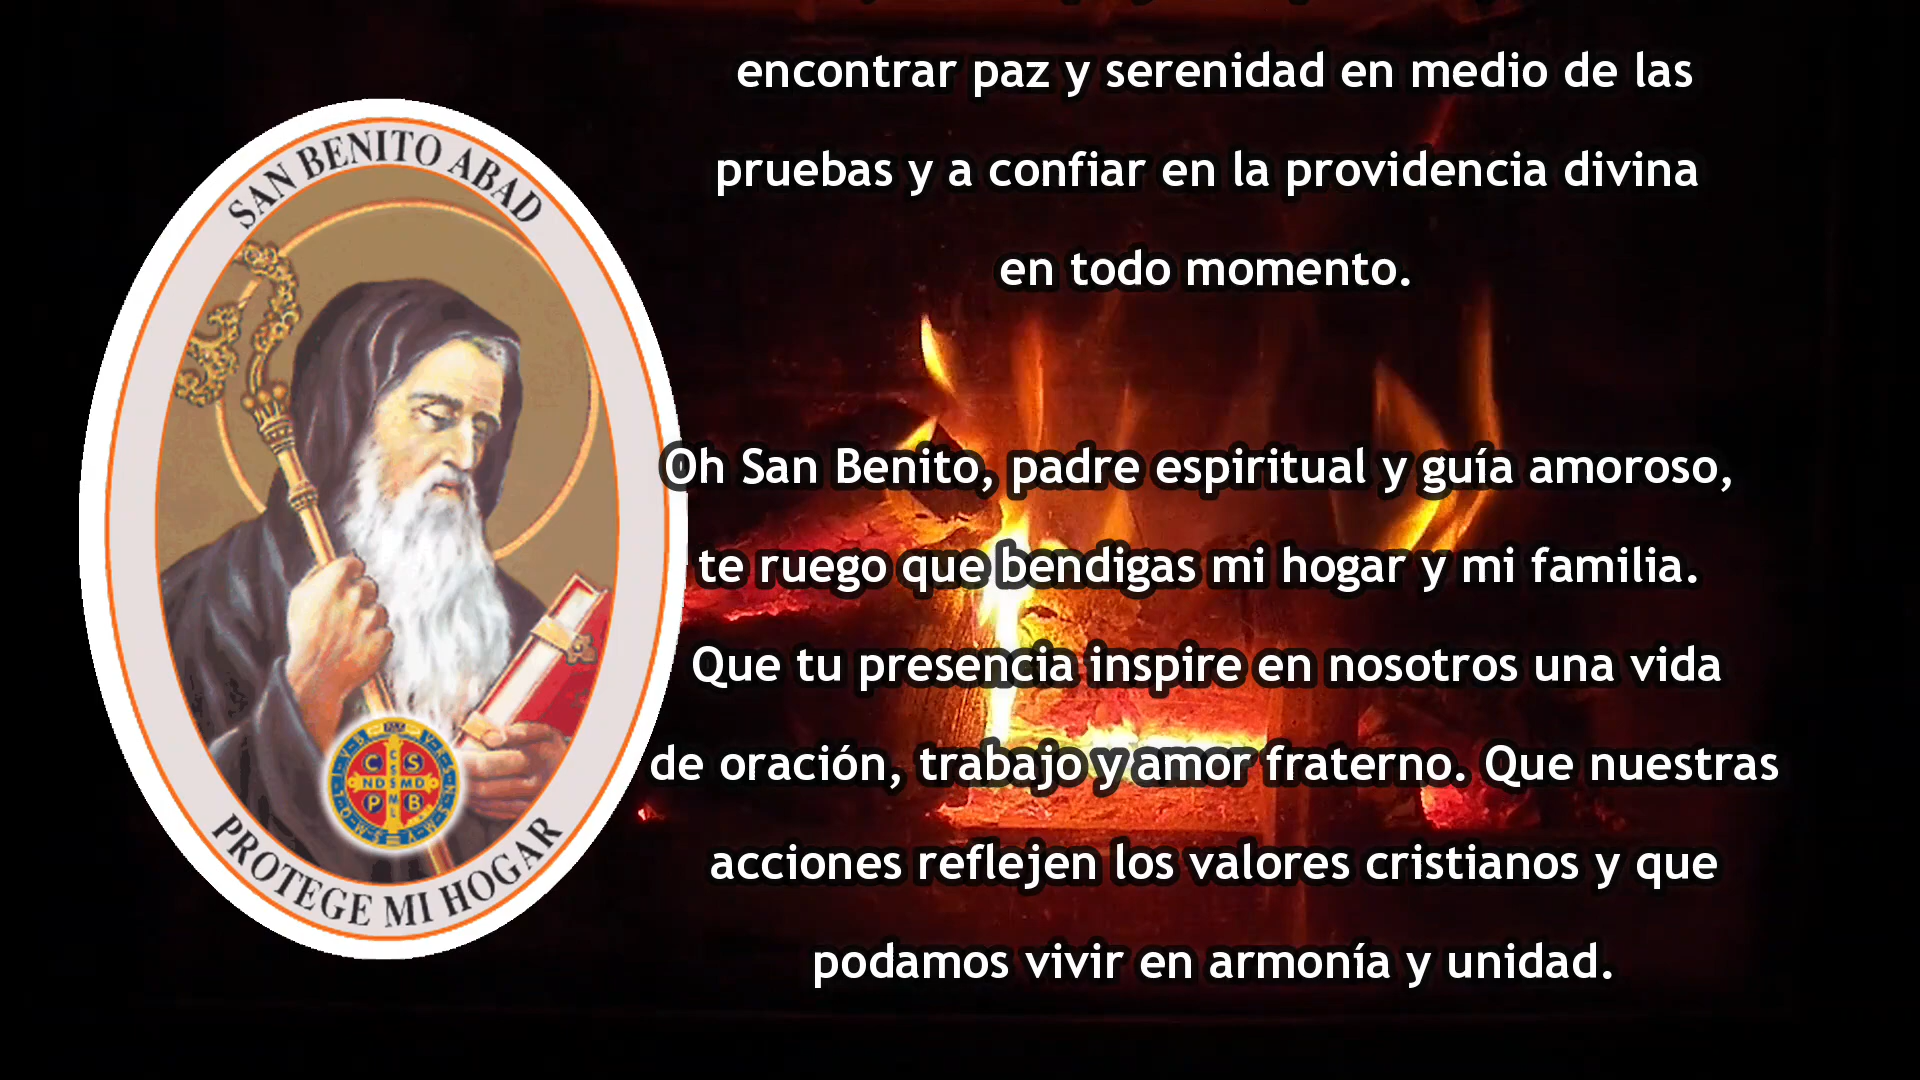 encontrar paz y serenidad en medio de las
pruebas y a confiar en la providencia divina
en todo momento.
Oh San Benito, padre espiritual y guía amoroso,
te ruego que bendigas mi hogar y mi familia.
Que tu presencia inspire en nosotros una vida
de oración, trabajo y amor fraterno. Que nuestras
acciones reflejen los valores cristianos y que
podamos vivir en armonía y unidad.
SAN BENITO ABAD
C S
ND MD
P B
PROTEGE MI HOGAR